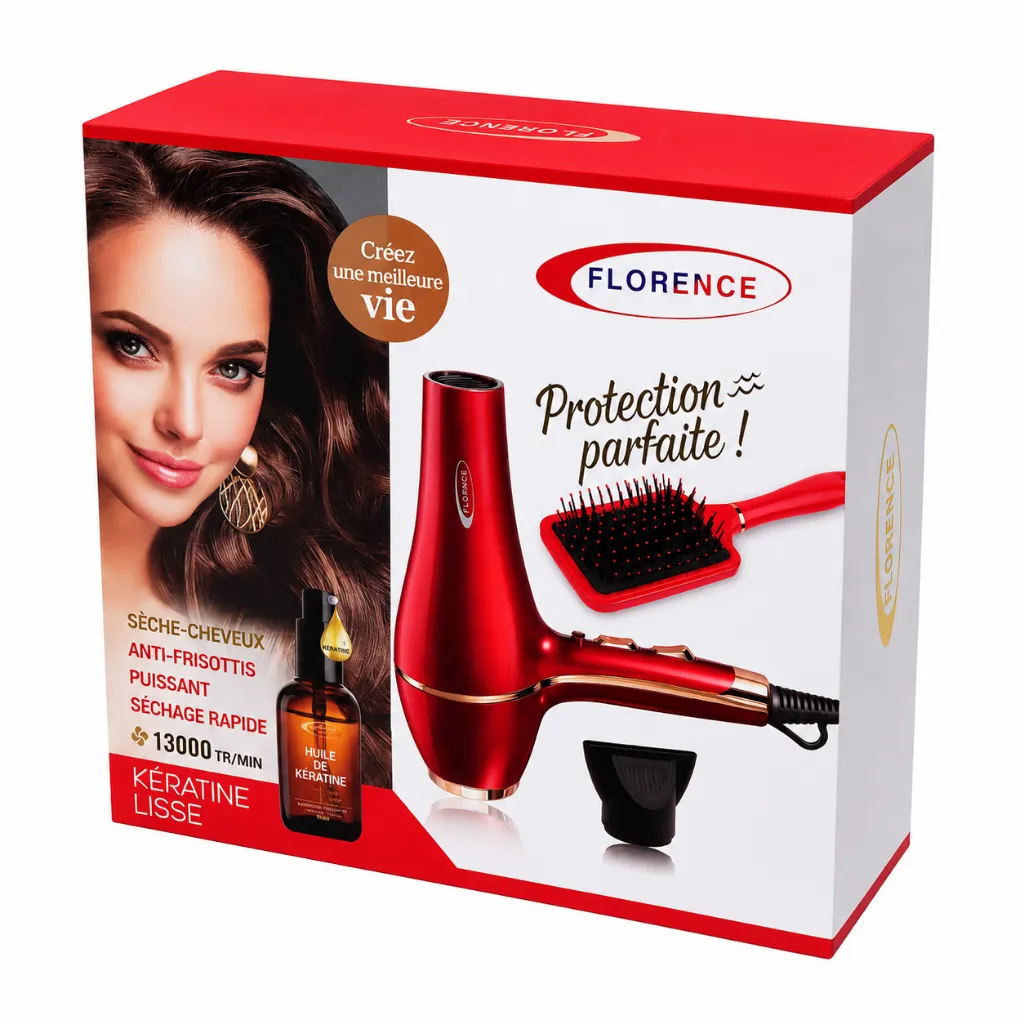 FLORENCE
Créez
une meilleure
vie
FLORENCE
Protection
parfaite !
FLORENCE
FLORENCE
SÈCHE-CHEVEUX
ANTI-FRISOTTIS
PUISSANT
SÉCHAGE RAPIDE
13000 TR/MIN
KÉRATINE
LISSE
KÉRATINE
HUILE
DE
KÉRATINE